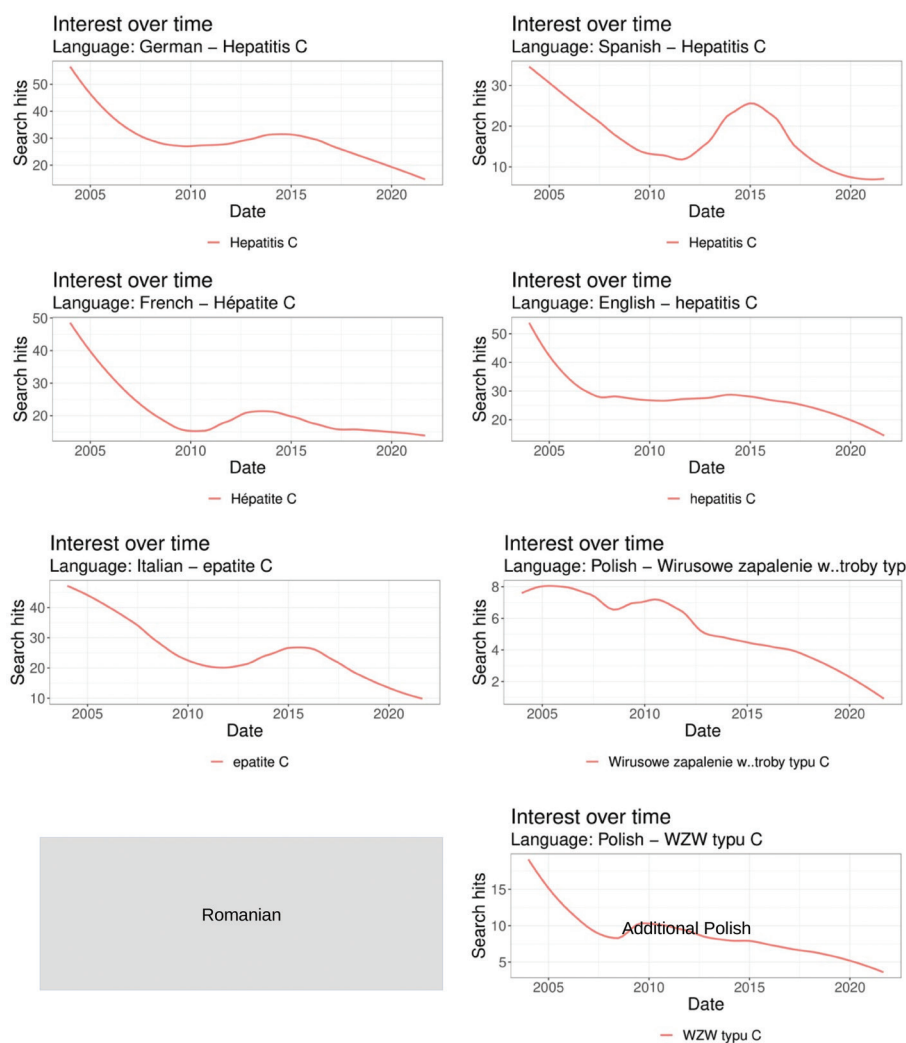 Interest over time
Language: German – Hepatitis C
Search hits
50
40
30
20
2005
2010
2015
2020
Date
Hepatitis C
Interest over time
Language: Spanish – Hepatitis C
Search hits
30
20
10
2005
2010
2015
2020
Date
Hepatitis C
Interest over time
Language: French – Hépatite C
Search hits
50
40
30
20
2005
2010
2015
2020
Date
Hépatite C
Interest over time
Language: English – hepatitis C
Search hits
50
40
30
20
2005
2010
2015
2020
Date
hepatitis C
Interest over time
Language: Italian – epatite C
Search hits
40
30
20
10
2005
2010
2015
2020
Date
epatite C
Interest over time
Language: Polish – Wirusowe zapalenie w..troby typ
Search hits
8
6
4
2
2005
2010
2015
2020
Date
Wirusowe zapalenie w..troby typu C
Romanian
Interest over time
Language: Polish – WZW typu C
Search hits
15
10
5
Additional Polish
2005
2010
2015
2020
Date
WZW typu C